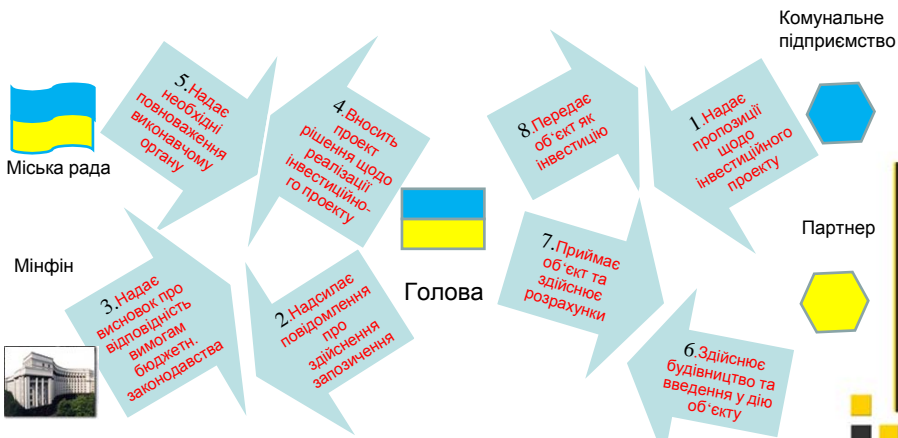 Комунальне
підприємство
5.Надає
необхідні
повноваження
виконавчому
органу
4.Вносить
проект
рішення щодо
реалізації
інвестиційно-
го проекту
8.Передає
об‘єкт як
інвестицію
1.Надає
пропозиції
щодо
інвестиційного
проекту
Міська рада
Мінфін
3.Надає
висновок про
відповідність
вимогам
бюджетн.
законодавства
2.Надсилає
повідомлення
про
здійснення
запозичення
Голова
7.Приймає
об‘єкт та
здійснює
розрахунки
Партнер
6.Здійснює
будівництво та
введення у дію
об‘єкту